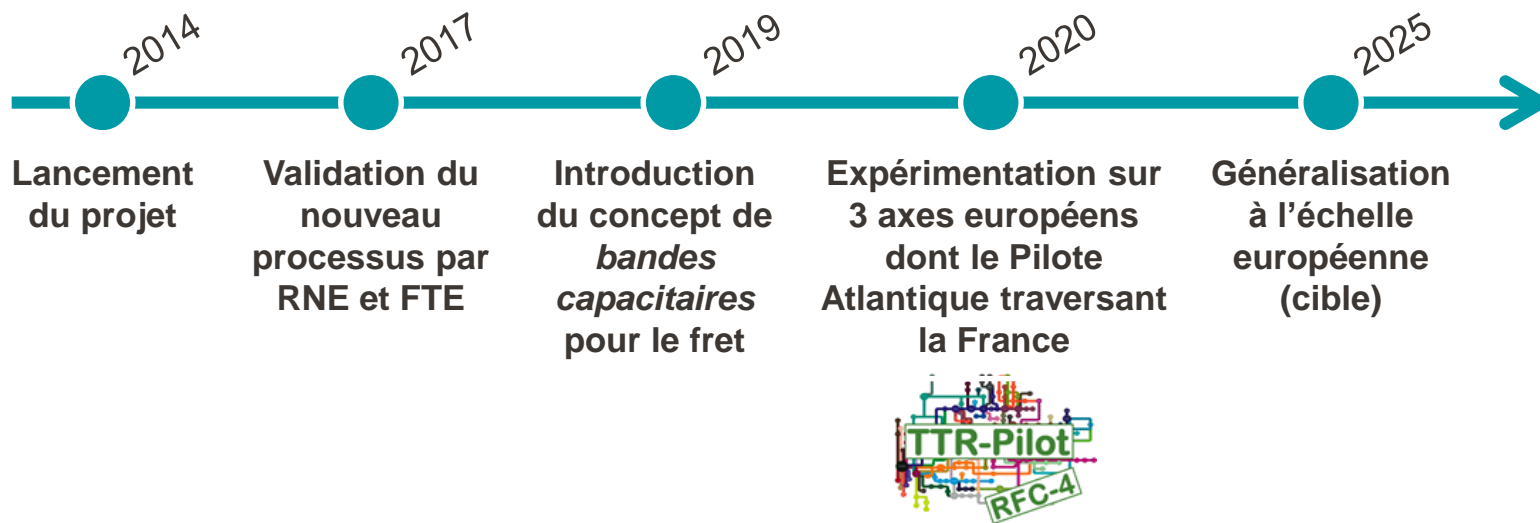 2014
2017
2019
2020
2025
Lancement
du projet
Validation du
nouveau
processus par
RNE et FTE
Introduction
du concept de
bandes
capacitaires
pour le fret
Expérimentation sur
3 axes européens
dont le Pilote
Atlantique traversant
la France
Généralisation
à l’échelle
européenne
(cible)
TTR-Pilot
RFC-4